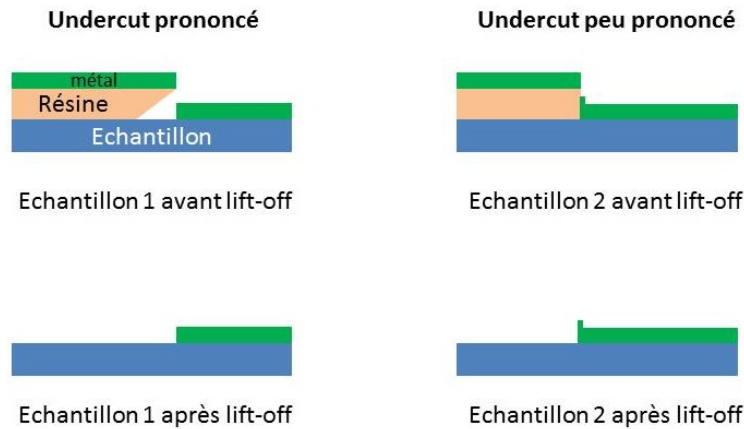 Undercut prononcé
Undercut peu prononcé
métal
Résine
Echantillon
Echantillon 1 avant lift-off
Echantillon 2 avant lift-off
Echantillon 1 après lift-off
Echantillon 2 après lift-off